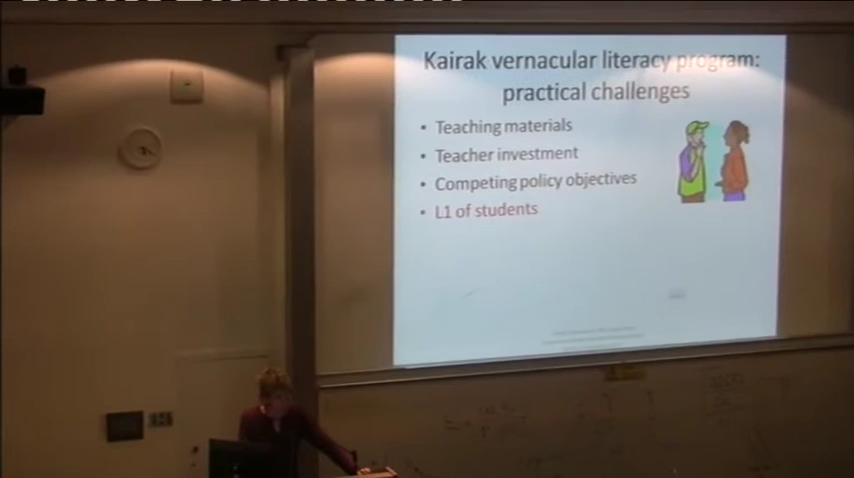 Kairak vernacular literacy program:
practical challenges
• Teaching materials
• Teacher investment
• Competing policy objectives
• L1 of students